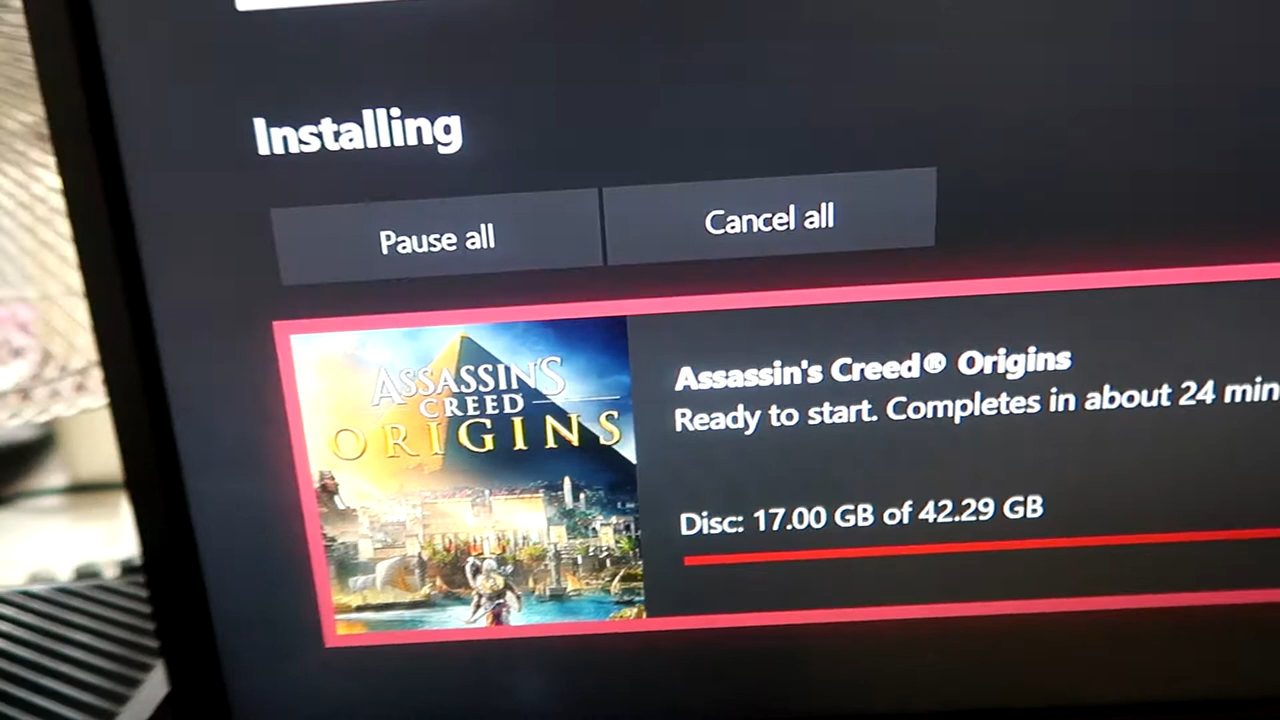 Installing
Pause all
Cancel all
ASSASSIN'S
CREED
ORIGINS
Assassin's Creed® Origins
Ready to start. Completes in about 24 min
Disc: 17.00 GB of 42.29 GB